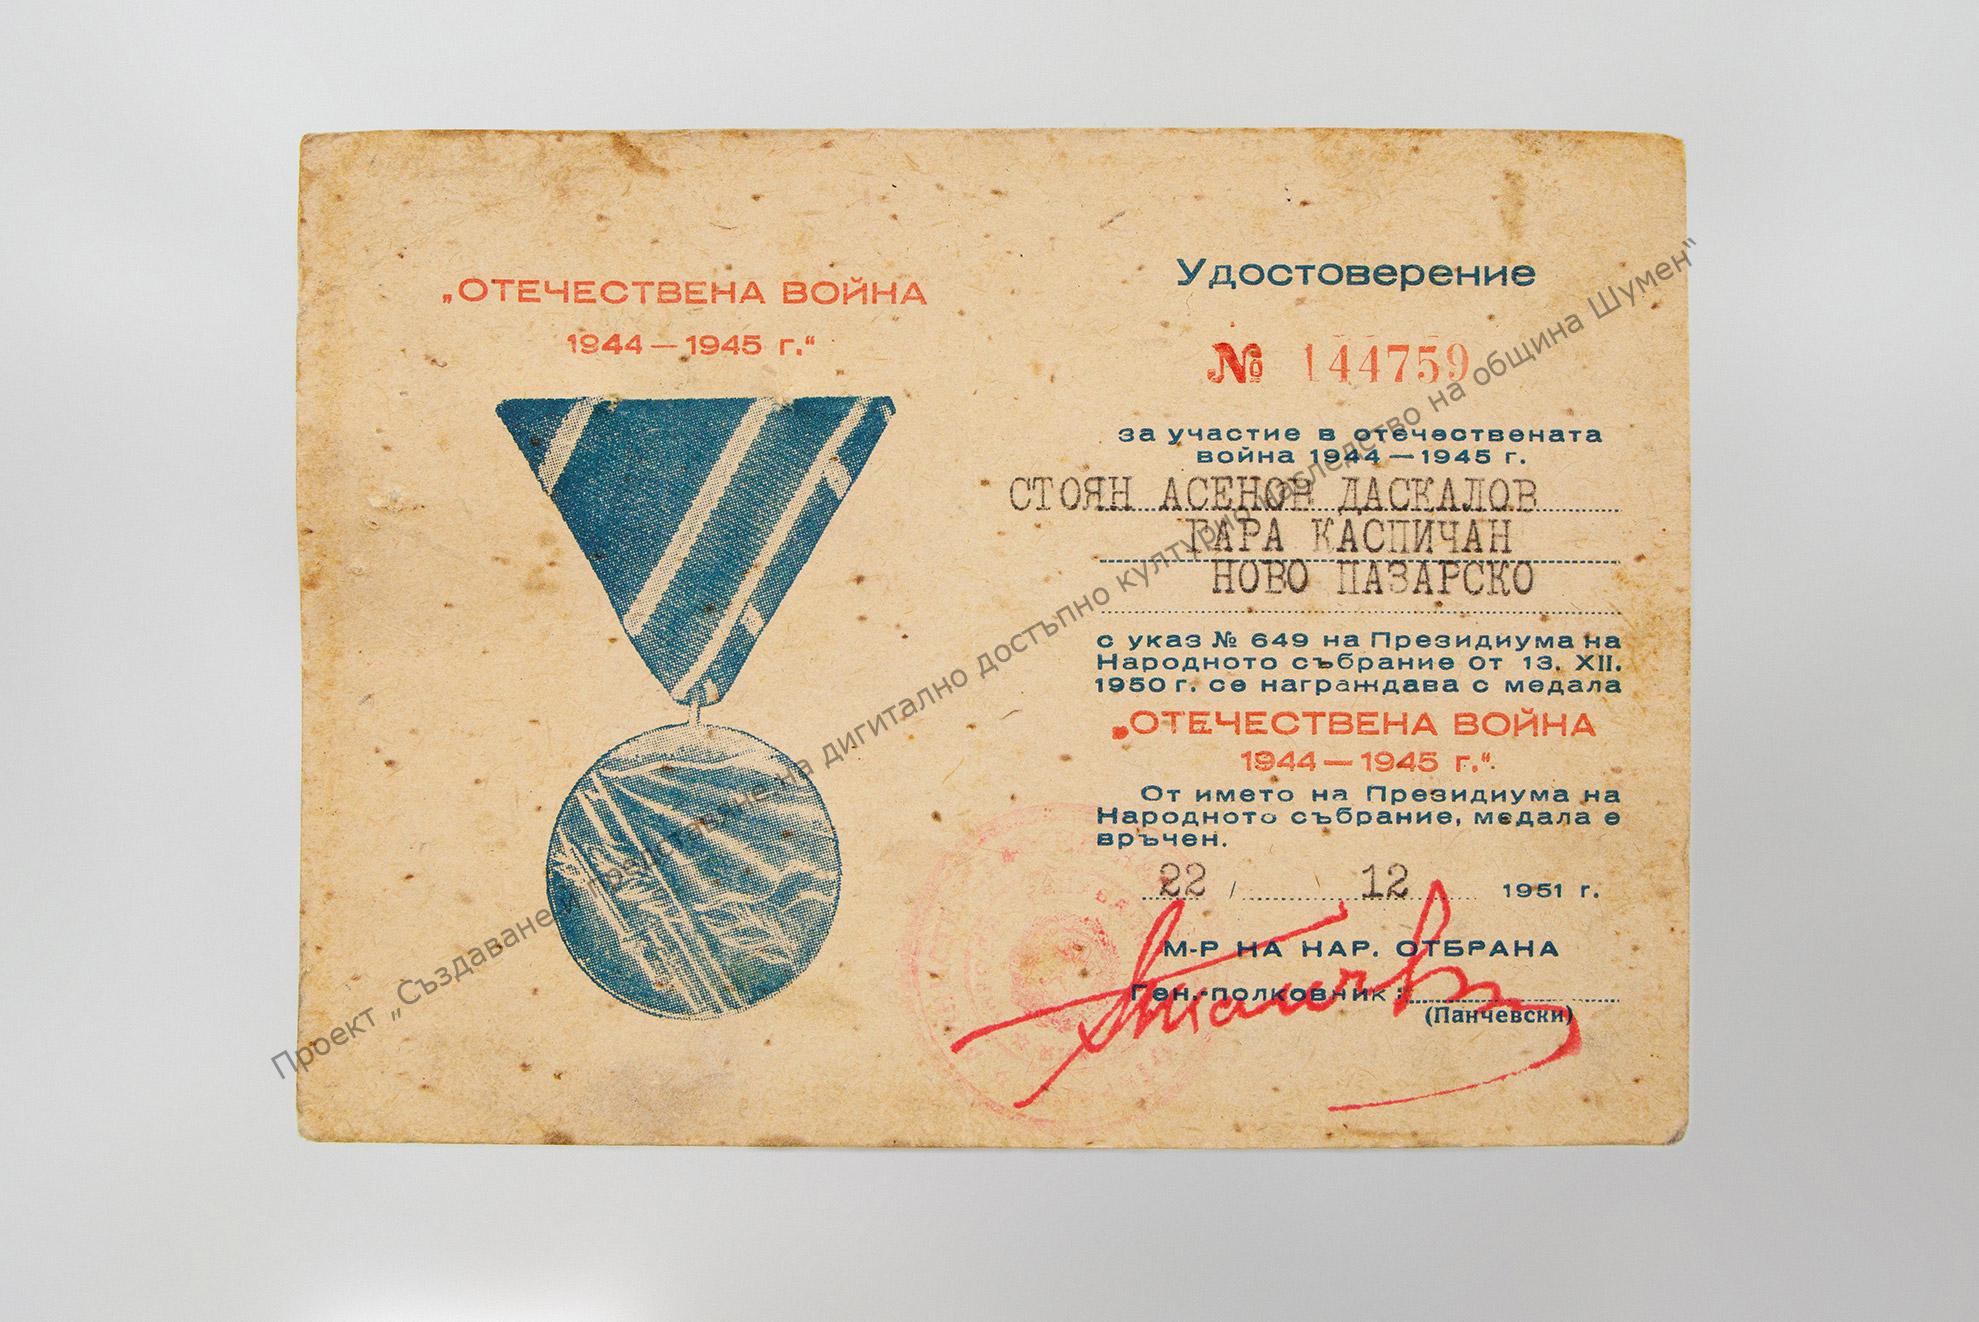 „ОТЕЧЕСТВЕНА ВОЙНА
1944 — 1945 г.“
Удостоверение
№ 144759
за участие в отечествената
война 1944 — 1945 г.
СТОЯН АСЕНОВ ДАСКАЛОВ
ГАРА КАСПИЧАН
НОВО ПАЗАРСКО
с указ № 649 на Президиума на
Народното събрание от 13. XII.
1950 г. се награждава с медала
„ОТЕЧЕСТВЕНА ВОЙНА
1944 — 1945 г.“
От името на Президиума на
Народното събрание, медала е
връчен.
22 / 12 1951 г.
М-Р НА НАР. ОТБРАНА
Ген.-полковник:
(Панчевски)
Проект „Създаване и представяне на дигитално достъпно културно наследство на община Шумен"